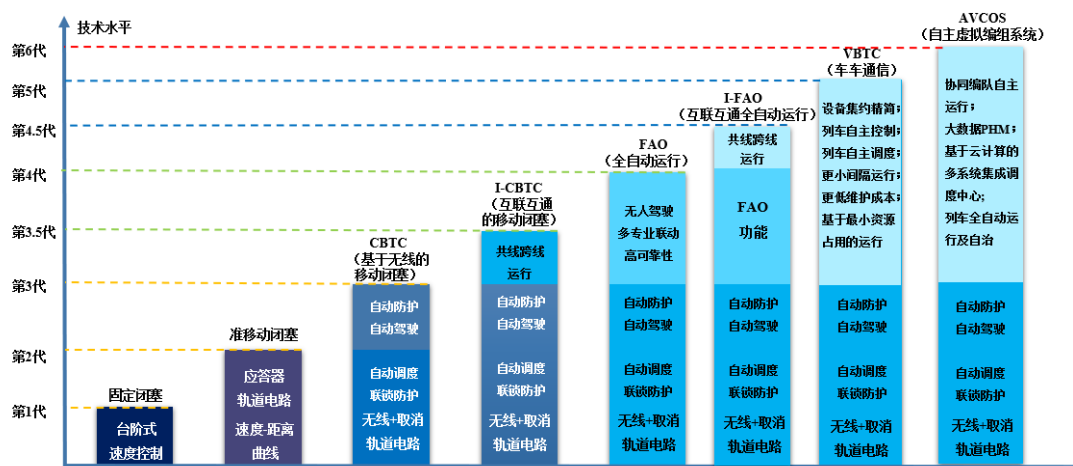 技术水平
第6代
第5代
第4.5代
第4代
第3.5代
第3代
第2代
第1代
固定闭塞
台阶式
速度控制
准移动闭塞
应答器
轨道电路
速度-距离
曲线
CBTC
(基于无线的
移动闭塞)
自动防护
自动驾驶
自动调度
联锁防护
无线+取消
轨道电路
I-CBTC
(互联互通
的移动闭塞)
共线跨线
运行
自动防护
自动驾驶
自动调度
联锁防护
无线+取消
轨道电路
FAO
(全自动运行)
无人驾驶
多专业联动
高可靠性
自动防护
自动驾驶
自动调度
联锁防护
无线+取消
轨道电路
I-FAO
(互联互通全自动运行)
共线跨线
运行
FAO
功能
自动防护
自动驾驶
自动调度
联锁防护
无线+取消
轨道电路
VBTC
(车车通信)
设备集约精简;
列车自主控制;
列车自主调度;
更小间隔运行;
更低维护成本;
基于最小资源
占用的运行
自动防护
自动驾驶
自动调度
联锁防护
无线+取消
轨道电路
AVCOS
(自主虚拟编组系统)
协同编队自主
运行;
大数据PHM;
基于云计算的
多系统集成调
度中心;
列车全自动运
行及自治
自动防护
自动驾驶
自动调度
联锁防护
无线+取消
轨道电路